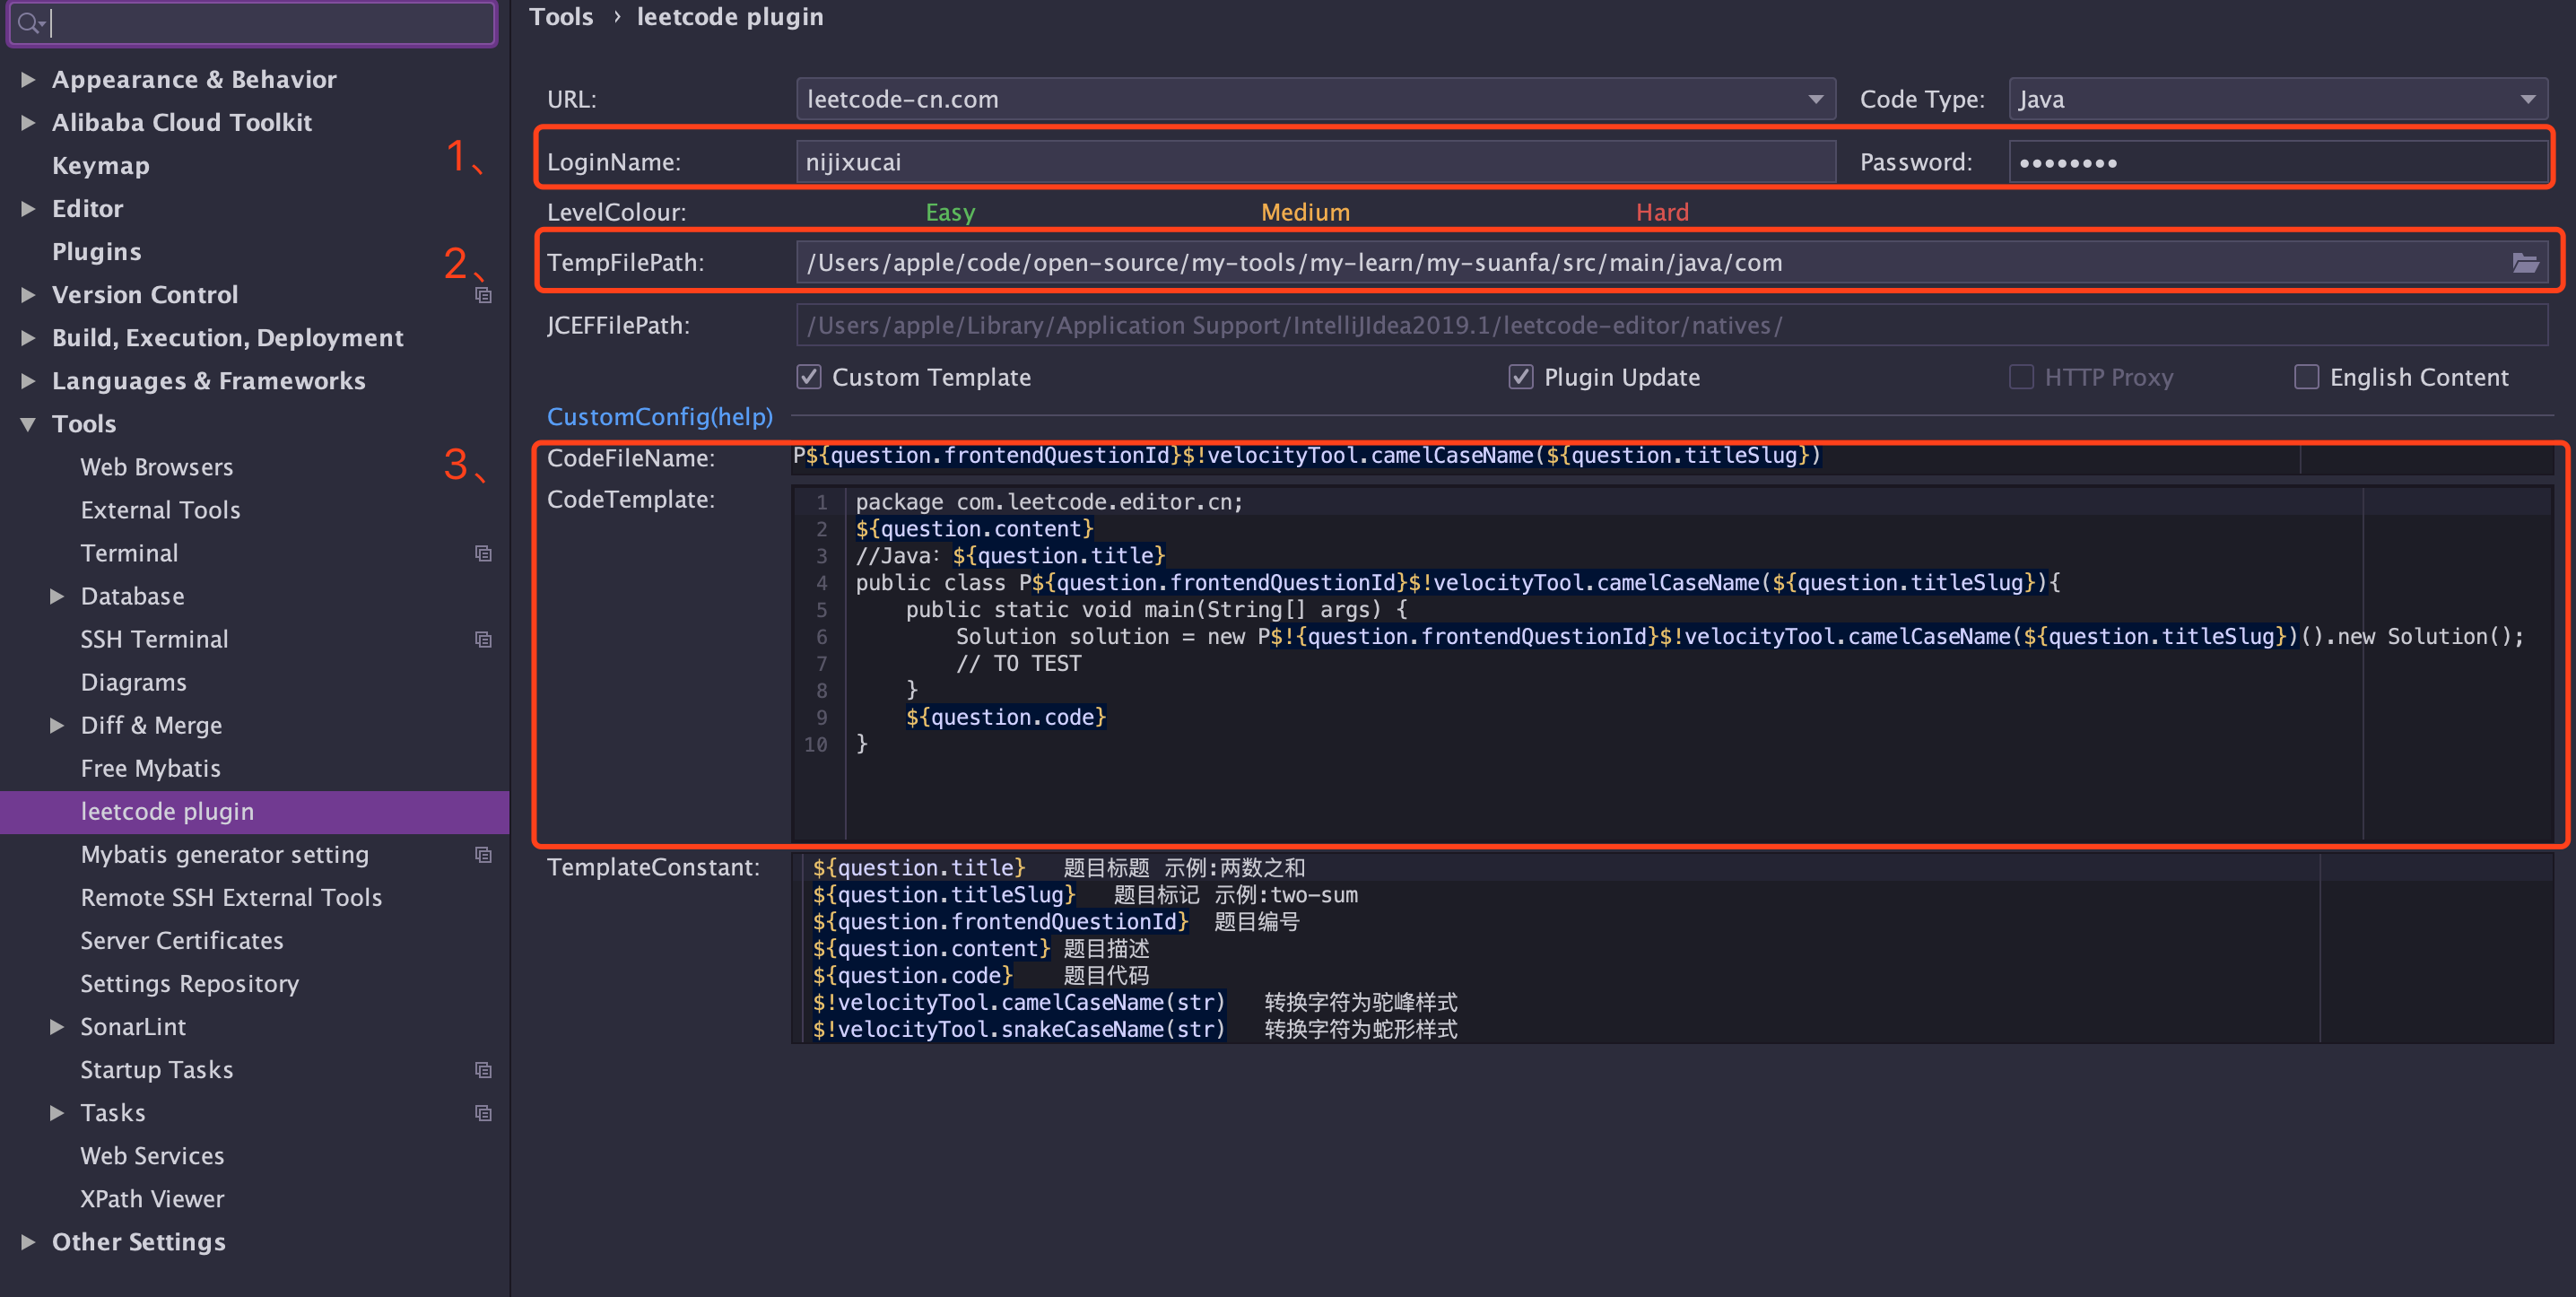 Appearance & Behavior
Alibaba Cloud Toolkit
Keymap
Editor
Plugins
Version Control
Build, Execution, Deployment
Languages & Frameworks
Tools
Web Browsers
External Tools
Terminal
Database
SSH Terminal
Diagrams
Diff & Merge
Free Mybatis
leetcode plugin
Mybatis generator setting
Remote SSH External Tools
Server Certificates
Settings Repository
SonarLint
Startup Tasks
Tasks
Web Services
XPath Viewer
Other Settings
1、
2、
3、
Tools › leetcode plugin
URL: leetcode-cn.com Code Type: Java
LoginName: nijixucai Password: ••••••••
LevelColour: Easy Medium Hard
TempFilePath: /Users/apple/code/open-source/my-tools/my-learn/my-suanfa/src/main/java/com
JCEFFilePath: /Users/apple/Library/Application Support/IntelliJIdea2019.1/leetcode-editor/natives/
Custom Template Plugin Update HTTP Proxy English Content
CustomConfig(help)
CodeFileName: P${question.frontendQuestionId}$!velocityTool.camelCaseName(${question.titleSlug})
CodeTemplate:
1 package com.leetcode.editor.cn;
2 ${question.content}
3 //Java：${question.title}
4 public class P${question.frontendQuestionId}$!velocityTool.camelCaseName(${question.titleSlug}){
5     public static void main(String[] args) {
6         Solution solution = new P$!{question.frontendQuestionId}$!velocityTool.camelCaseName(${question.titleSlug})().new Solution();
7         // TO TEST
8     }
9     ${question.code}
10 }
TemplateConstant: ${question.title} 题目标题 示例:两数之和
${question.titleSlug} 题目标记 示例:two-sum
${question.frontendQuestionId} 题目编号
${question.content} 题目描述
${question.code} 题目代码
$!velocityTool.camelCaseName(str) 转换字符为驼峰样式
$!velocityTool.snakeCaseName(str) 转换字符为蛇形样式